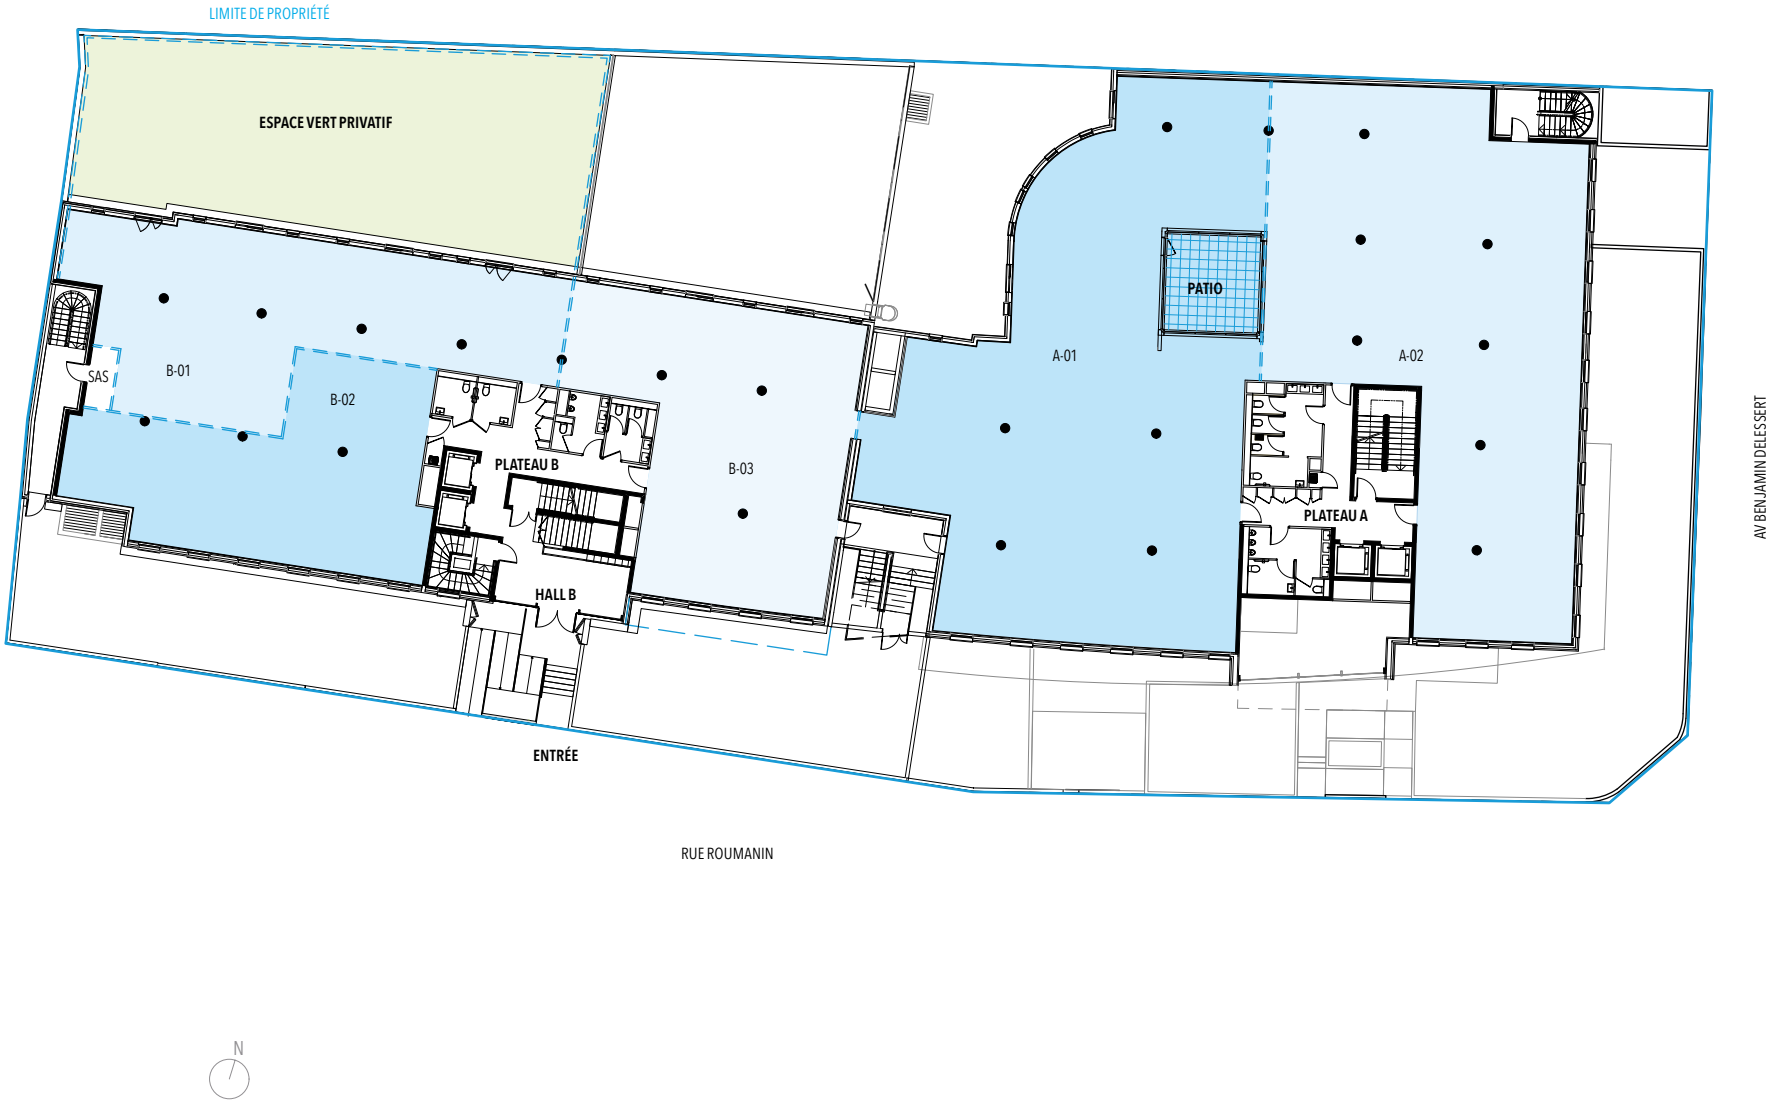 LIMITE DE PROPRIÉTÉ
ESPACE VERT PRIVATIF
PATIO
A-01
A-02
SAS
B-01
B-02
B-03
PLATEAU B
PLATEAU A
HALL B
AV BENJAMIN DELESSERT
ENTRÉE
RUE ROUMANIN
N